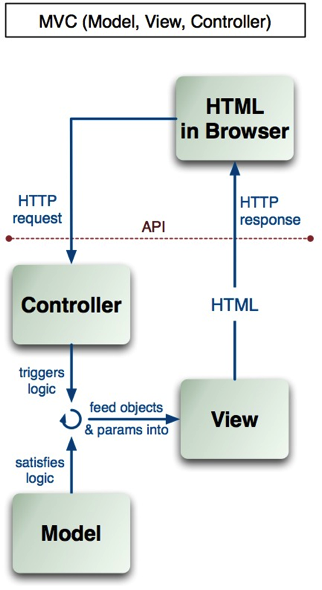 MVC (Model, View, Controller)
HTML
in Browser
HTTP
request
HTTP
response
API
Controller
HTML
triggers
logic
feed objects
& params into
View
satisfies
logic
Model